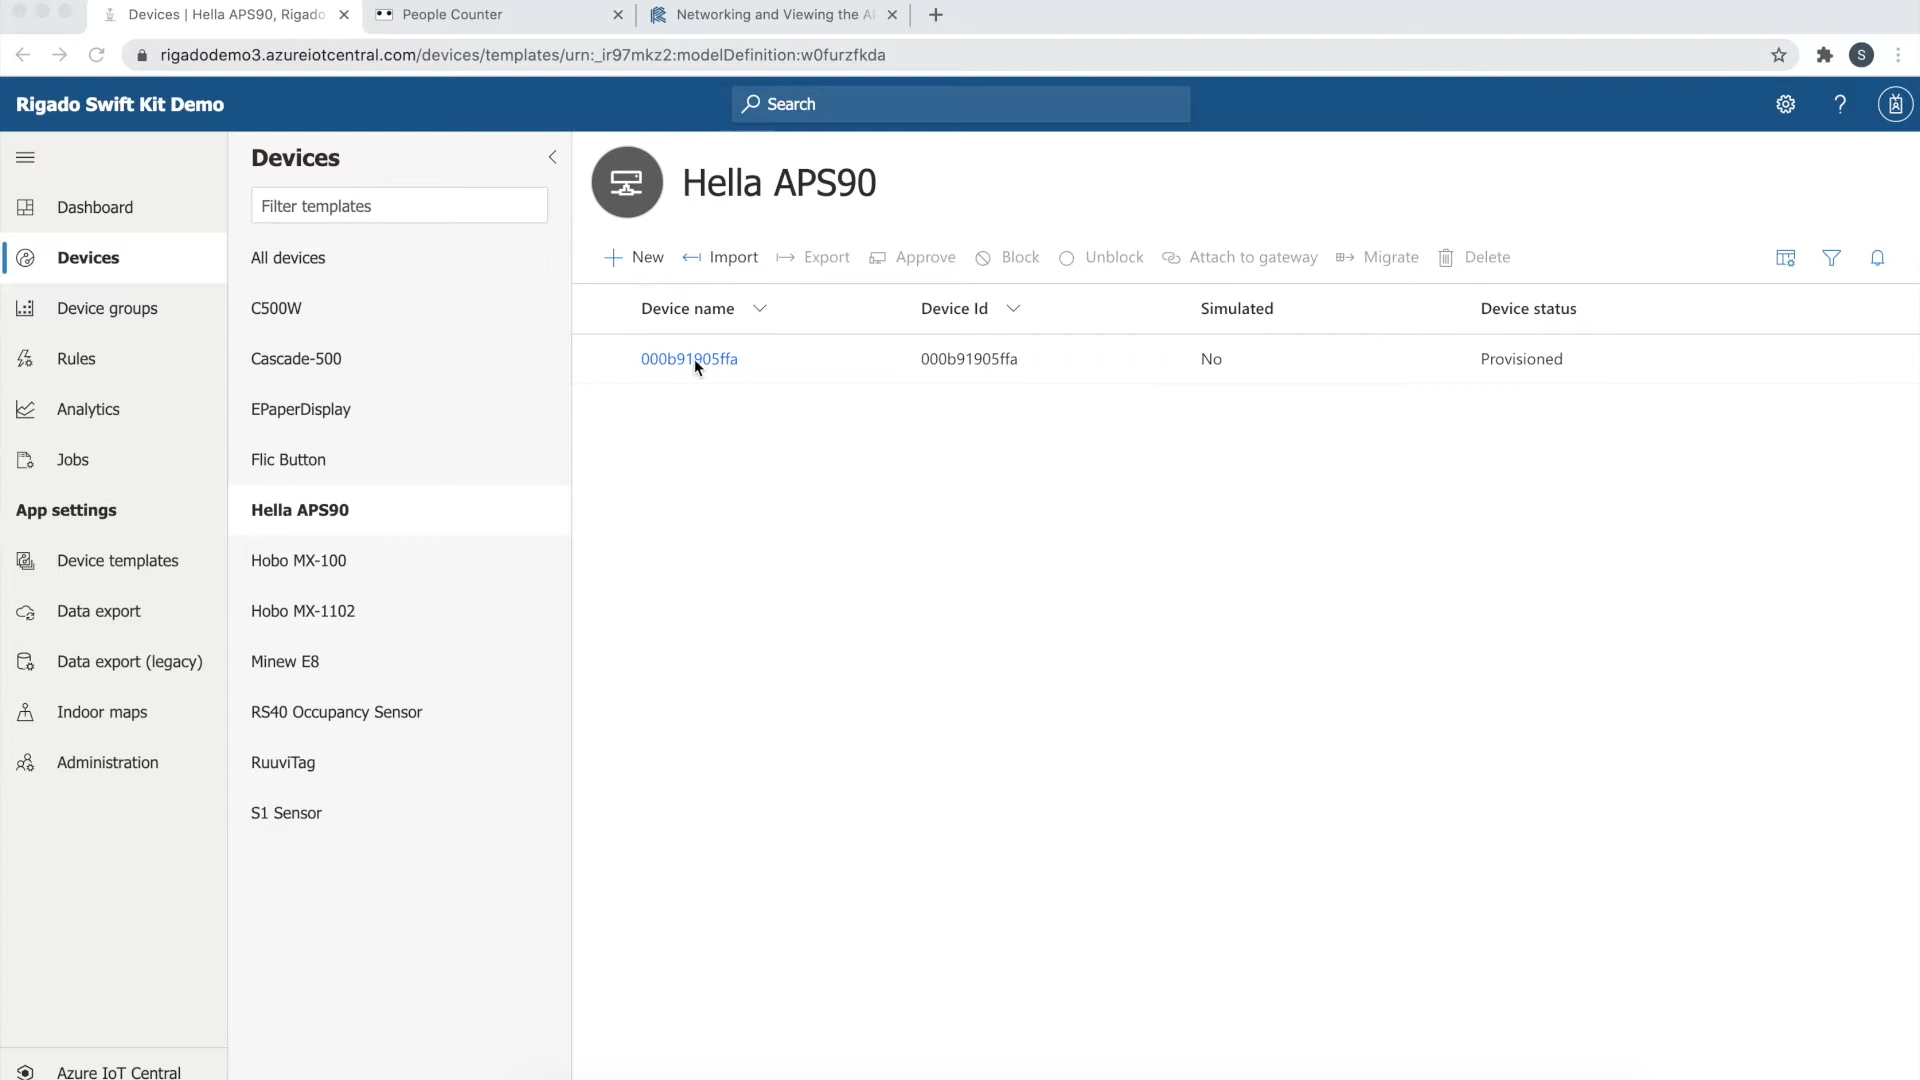 Devices | Hella APS90, Rigado
People Counter
Networking and Viewing the AP
rigadodemo3.azureiotcentral.com/devices/templates/urn:_ir97mkz2:modelDefinition:w0furzfkda
S
Rigado Swift Kit Demo
Search
?
Dashboard
Devices
Device groups
Rules
Analytics
Jobs
App settings
Device templates
Data export
Data export (legacy)
Indoor maps
Administration
Azure IoT Central
Devices
Filter templates
All devices
C500W
Cascade-500
EPaperDisplay
Flic Button
Hella APS90
Hobo MX-100
Hobo MX-1102
Minew E8
RS40 Occupancy Sensor
RuuviTag
S1 Sensor
Hella APS90
New Import Export Approve Block Unblock Attach to gateway Migrate Delete
Device name Device Id Simulated Device status
000b91905ffa 000b91905ffa No Provisioned